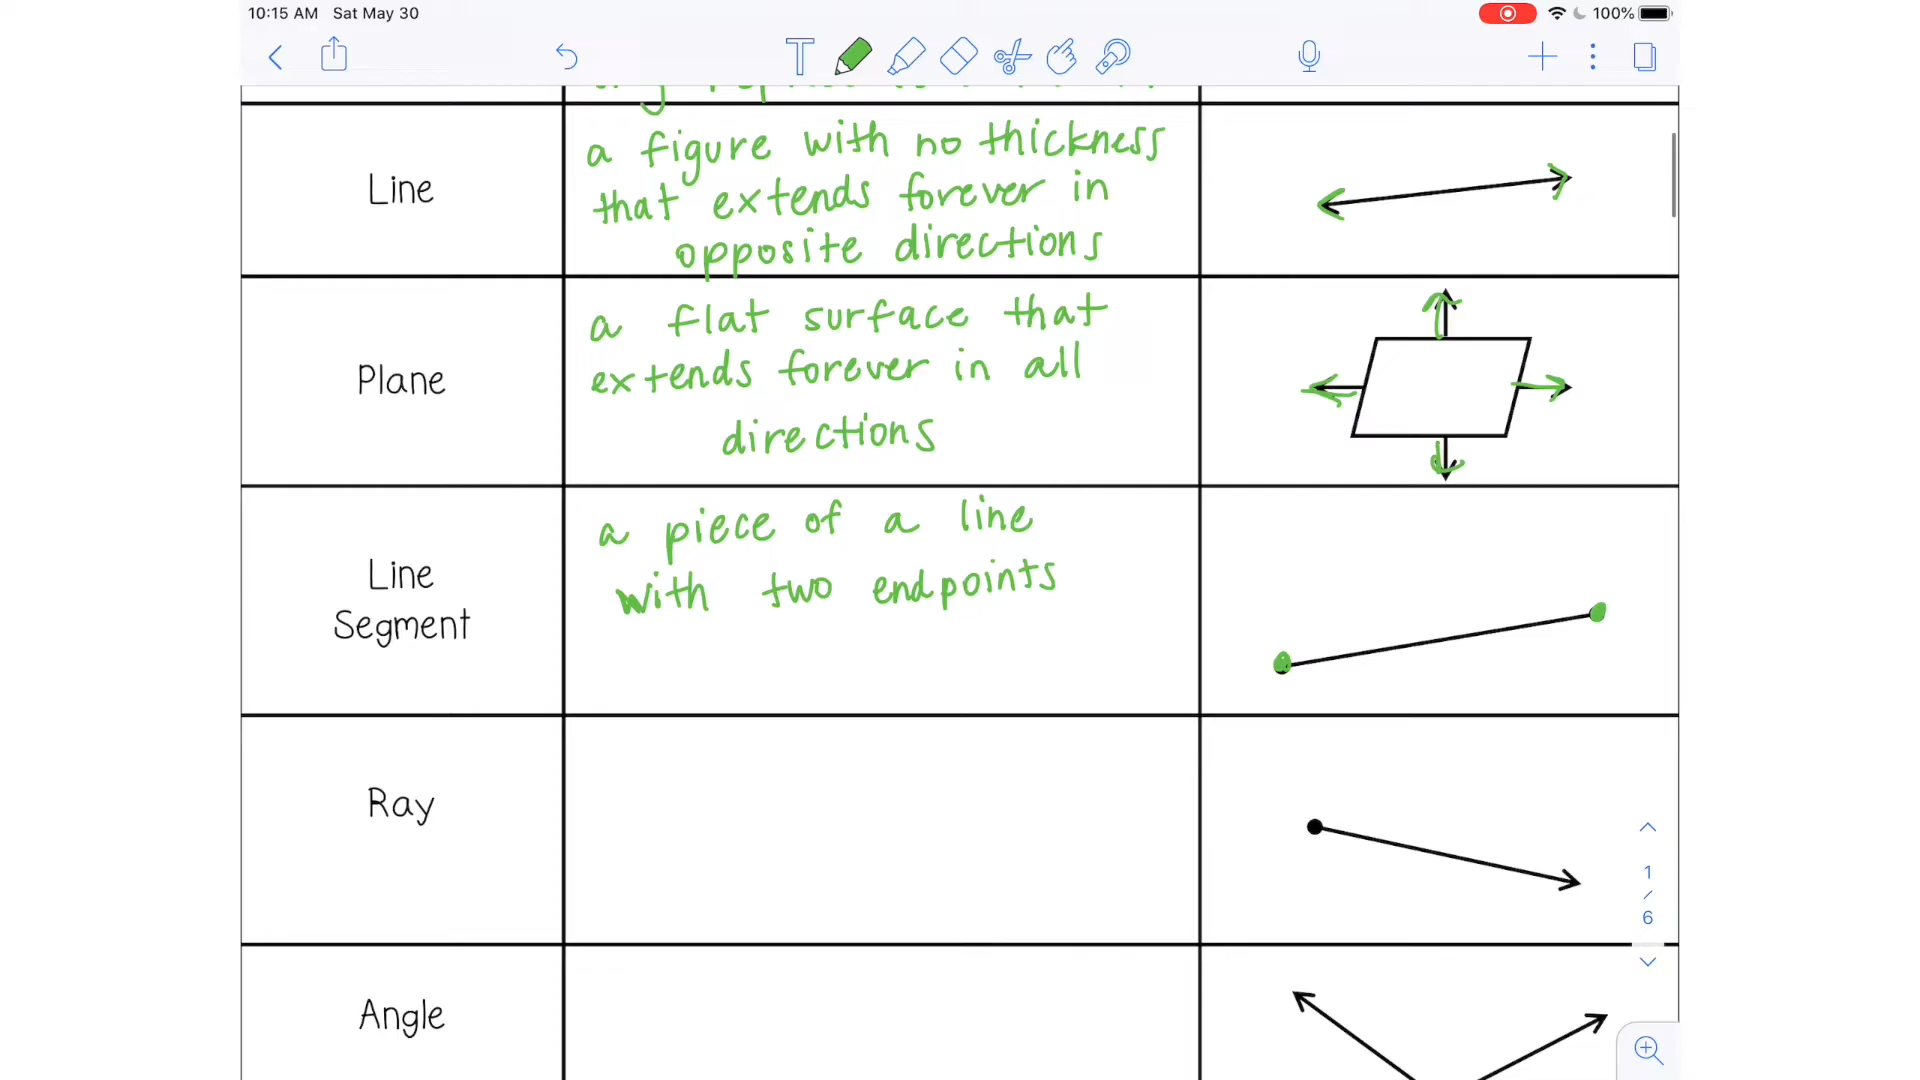 10:15 AM Sat May 30
100%
T
Line
a figure with no thickness
that extends forever in
opposite directions
Plane
a flat surface that
extends forever in all
directions
Line
Segment
a piece of a line
with two endpoints
Ray
1
/
6
Angle